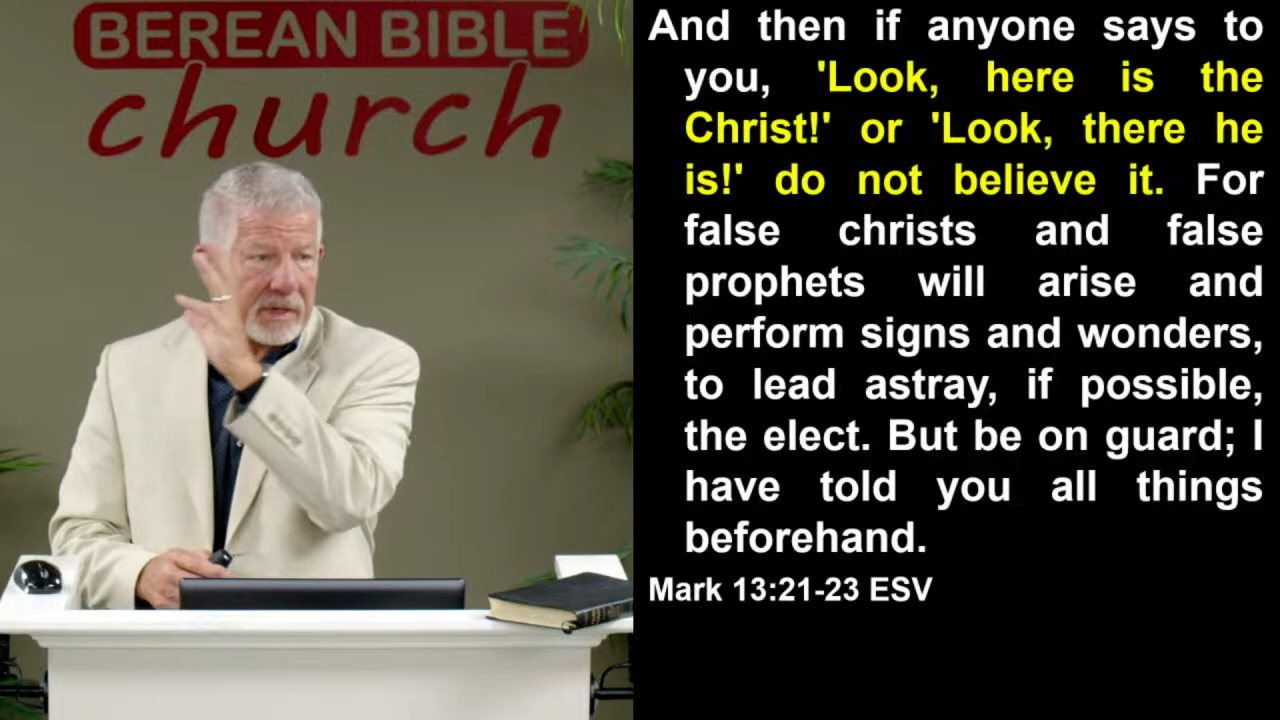 BEREAN BIBLE
church
And then if anyone says to
you, 'Look, here is the
Christ!' or 'Look, there he
is!' do not believe it. For
false christs and false
prophets will arise and
perform signs and wonders,
to lead astray, if possible,
the elect. But be on guard; I
have told you all things
beforehand.
Mark 13:21-23 ESV